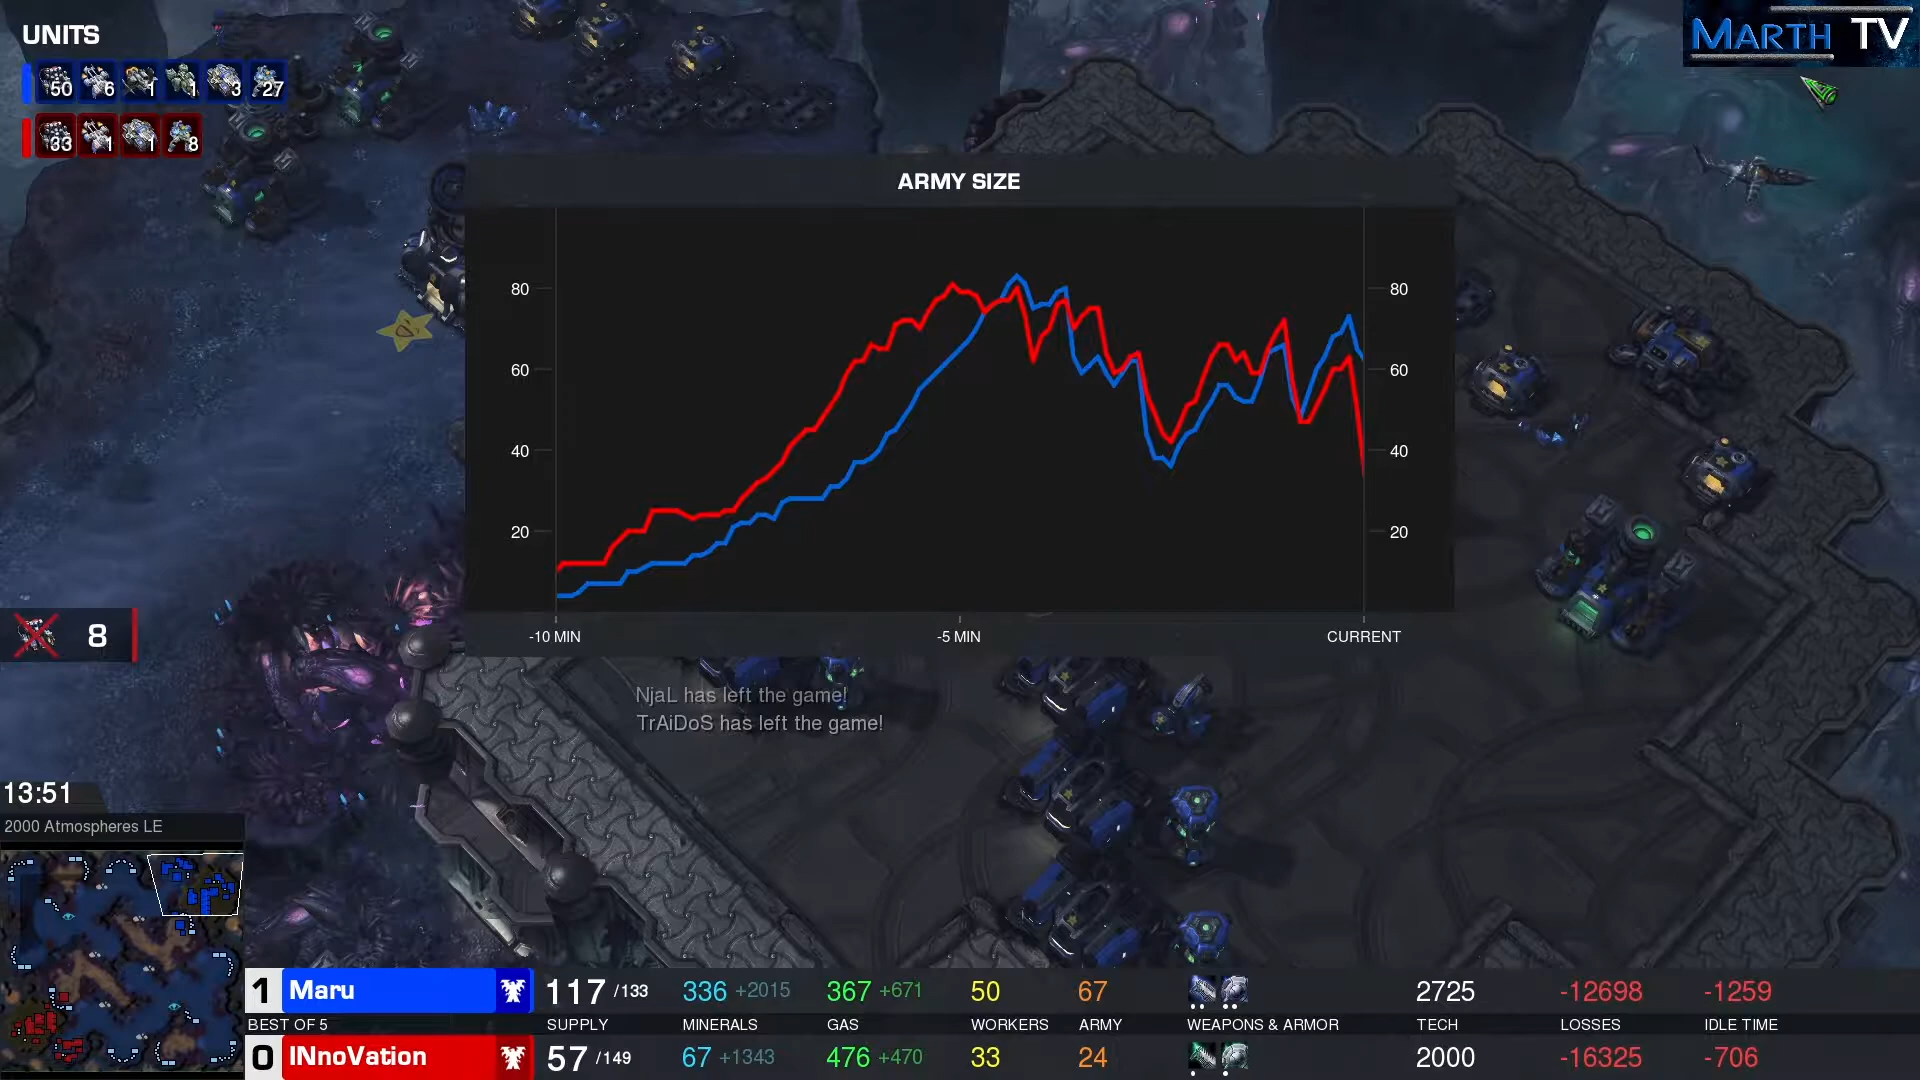 UNITS
50 6 1 1 3 27
33 1 1 8
MARTH TV
ARMY SIZE
80 80
60 60
40 40
20 20
-10 MIN -5 MIN CURRENT
8
NjaL has left the game!
TrAiDoS has left the game!
13:51
2000 Atmospheres LE
1 Maru 117 /133 336 +2015 367 +671 50 67 2725 -12698 -1259
BEST OF 5 SUPPLY MINERALS GAS WORKERS ARMY WEAPONS & ARMOR TECH LOSSES IDLE TIME
0 INnoVation 57 /149 67 +1343 476 +470 33 24 2000 -16325 -706